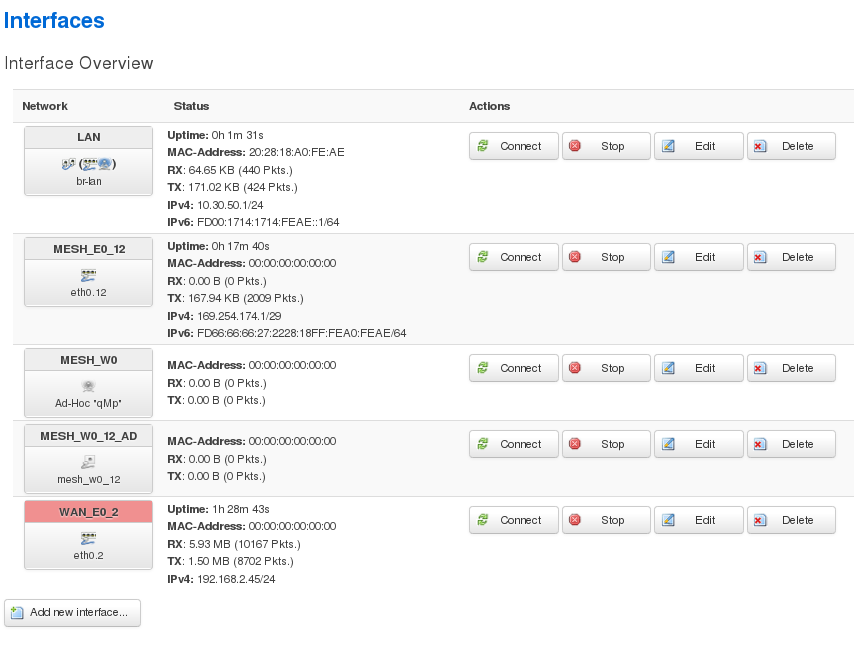 Interfaces
Interface Overview
Network Status Actions
LAN
(
)
br-lan
Uptime: 0h 1m 31s
MAC-Address: 20:28:18:A0:FE:AE
RX: 64.65 KB (440 Pkts.)
TX: 171.02 KB (424 Pkts.)
IPv4: 10.30.50.1/24
IPv6: FD00:1714:1714:FEAE::1/64
Connect Stop Edit Delete
MESH_E0_12
eth0.12
Uptime: 0h 17m 40s
MAC-Address: 00:00:00:00:00:00
RX: 0.00 B (0 Pkts.)
TX: 167.94 KB (2009 Pkts.)
IPv4: 169.254.174.1/29
IPv6: FD66:66:66:27:2228:18FF:FEA0:FEAE/64
Connect Stop Edit Delete
MESH_W0
Ad-Hoc "qMp"
MAC-Address: 00:00:00:00:00:00
RX: 0.00 B (0 Pkts.)
TX: 0.00 B (0 Pkts.)
Connect Stop Edit Delete
MESH_W0_12_AD
mesh_w0_12
MAC-Address: 00:00:00:00:00:00
RX: 0.00 B (0 Pkts.)
TX: 0.00 B (0 Pkts.)
Connect Stop Edit Delete
WAN_E0_2
eth0.2
Uptime: 1h 28m 43s
MAC-Address: 00:00:00:00:00:00
RX: 5.93 MB (10167 Pkts.)
TX: 1.50 MB (8702 Pkts.)
IPv4: 192.168.2.45/24
Connect Stop Edit Delete
Add new interface...